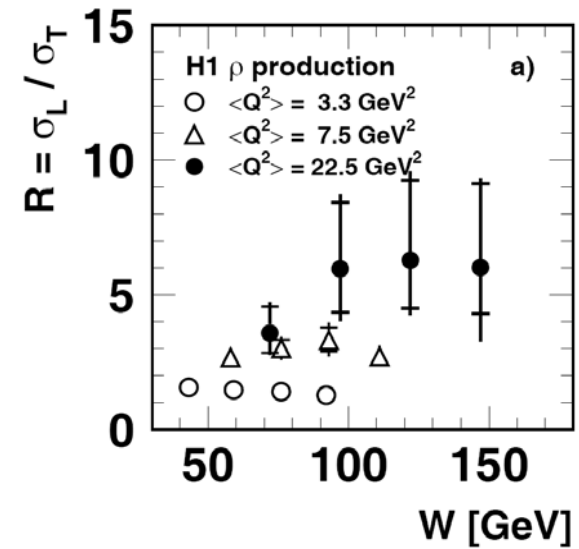 15
10
5
0
R = σL / σT
H1 ρ production a)
<Q2> = 3.3 GeV2
<Q2> = 7.5 GeV2
<Q2> = 22.5 GeV2
50 100 150
W [GeV]